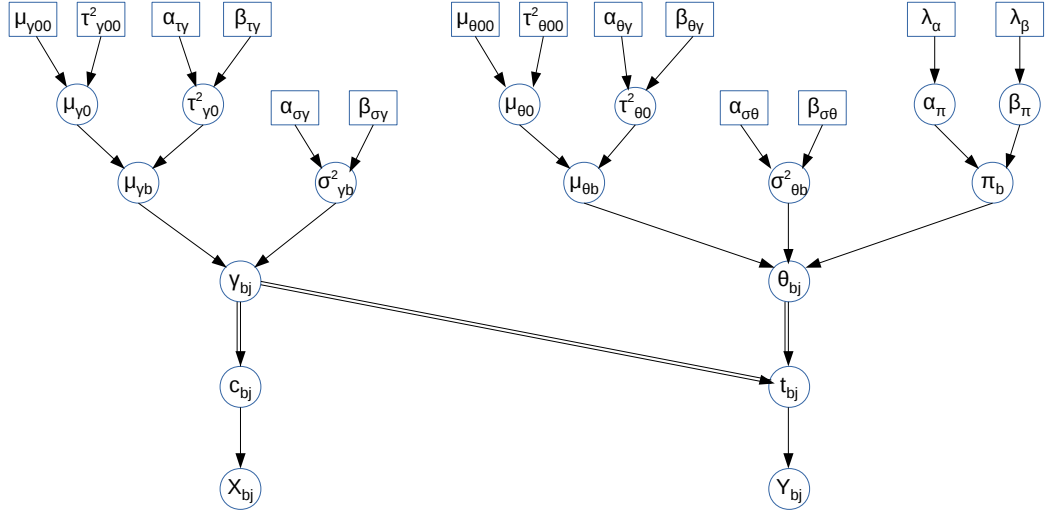 μγ00 τ²γ00 ατγ βτγ μθ00 τ²θ00 αθγ βθγ λα λβ
μγ0 τ²γ0 ασγ βσγ μθ0 τ²θ0 ασθ βσθ απ βπ
μγb σ²γb μθb σ²θb πb
γbj θbj
cbj tbj
Xbj Ybj